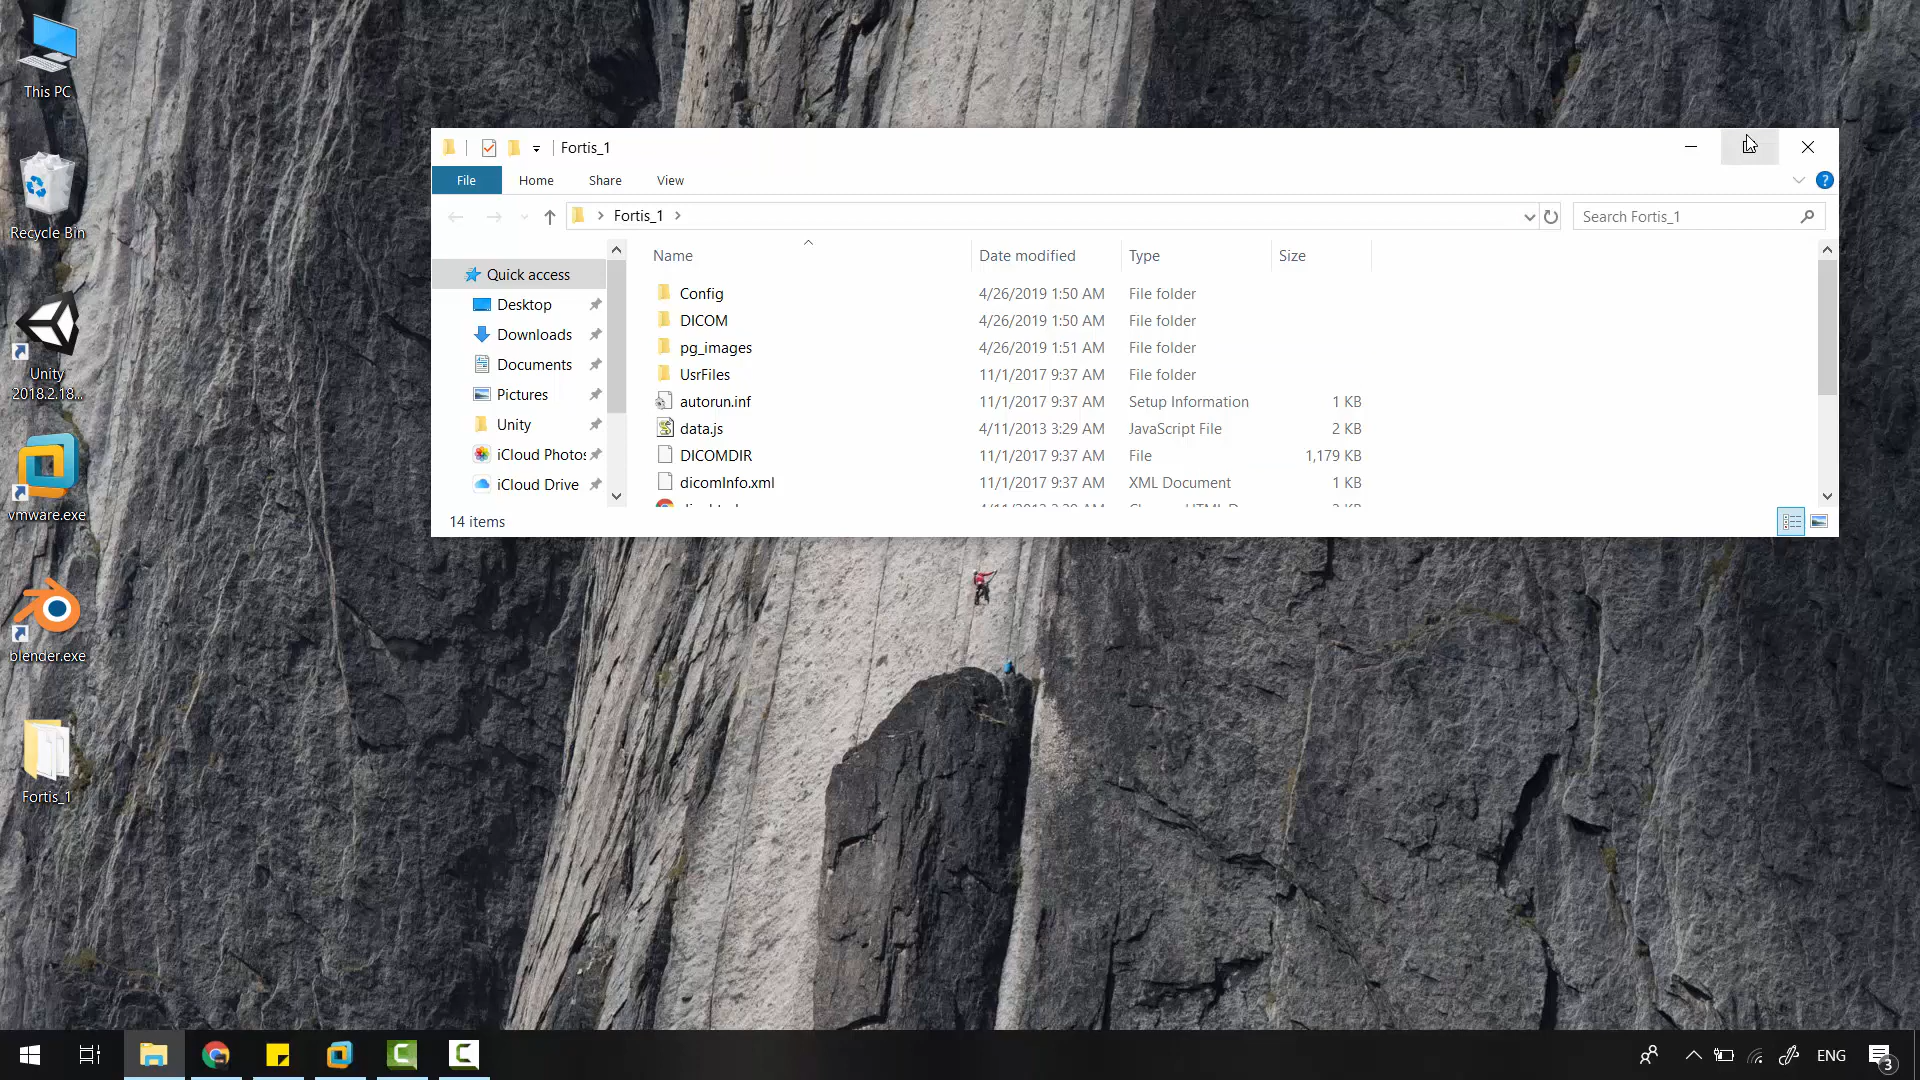 This PC
Recycle Bin
Unity
2018.2.18...
vmware.exe
blender.exe
Fortis_1
Fortis_1
File Home Share View
Fortis_1
Search Fortis_1
Quick access
Desktop
Downloads
Documents
Pictures
Unity
iCloud Photos
iCloud Drive
Name Date modified Type Size
Config 4/26/2019 1:50 AM File folder
DICOM 4/26/2019 1:50 AM File folder
pg_images 4/26/2019 1:51 AM File folder
UsrFiles 11/1/2017 9:37 AM File folder
autorun.inf 11/1/2017 9:37 AM Setup Information 1 KB
data.js 4/11/2013 3:29 AM JavaScript File 2 KB
DICOMDIR 11/1/2017 9:37 AM File 1,179 KB
dicomInfo.xml 11/1/2017 9:37 AM XML Document 1 KB
14 items
ENG
3